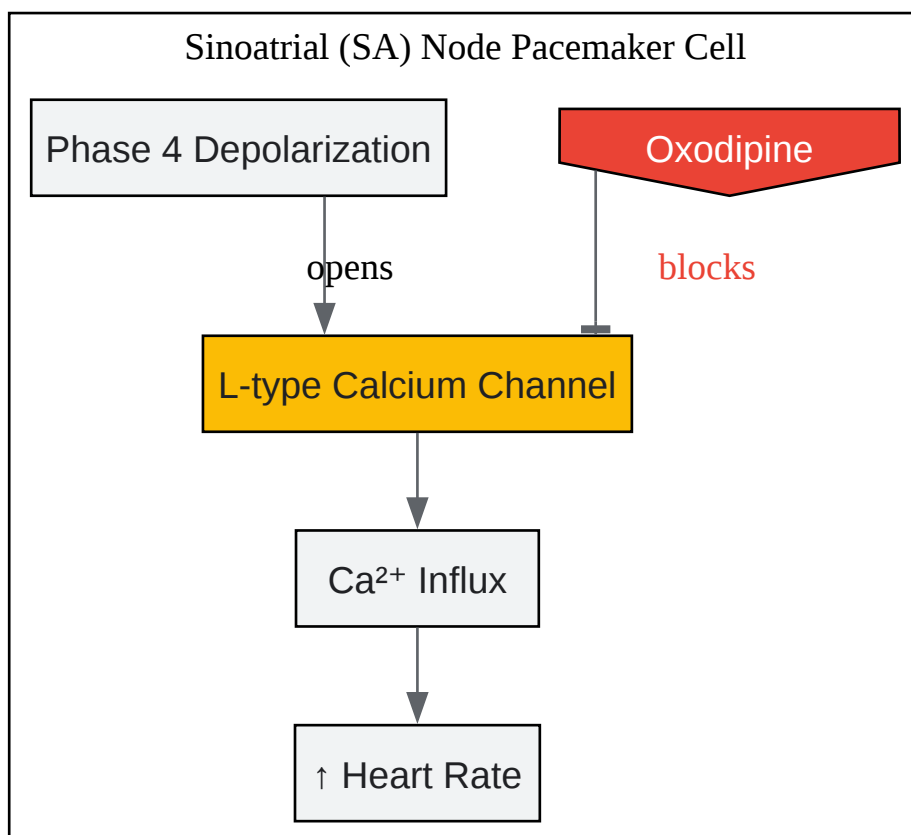 Sinoatrial (SA) Node Pacemaker Cell
Phase 4 Depolarization
Oxodipine
opens
blocks
L-type Calcium Channel
Ca²⁺ Influx
↑ Heart Rate